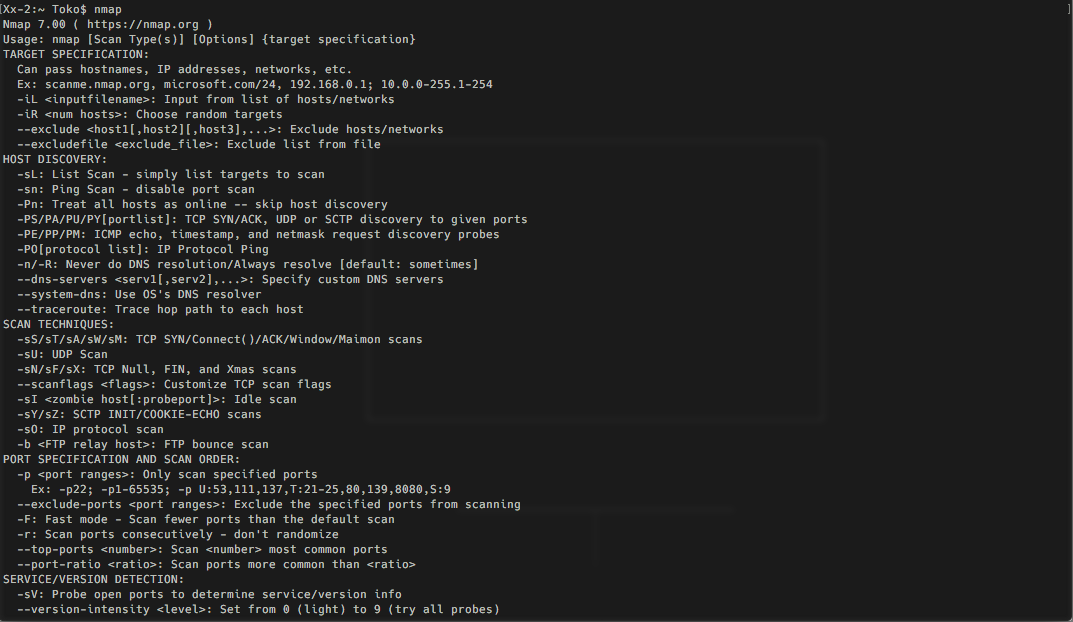 [Xx-2:~ Toko$ nmap ]
Nmap 7.00 ( https://nmap.org )
Usage: nmap [Scan Type(s)] [Options] {target specification}
TARGET SPECIFICATION:
  Can pass hostnames, IP addresses, networks, etc.
  Ex: scanme.nmap.org, microsoft.com/24, 192.168.0.1; 10.0.0-255.1-254
  -iL <inputfilename>: Input from list of hosts/networks
  -iR <num hosts>: Choose random targets
  --exclude <host1[,host2][,host3],...>: Exclude hosts/networks
  --excludefile <exclude_file>: Exclude list from file
HOST DISCOVERY:
  -sL: List Scan - simply list targets to scan
  -sn: Ping Scan - disable port scan
  -Pn: Treat all hosts as online -- skip host discovery
  -PS/PA/PU/PY[portlist]: TCP SYN/ACK, UDP or SCTP discovery to given ports
  -PE/PP/PM: ICMP echo, timestamp, and netmask request discovery probes
  -PO[protocol list]: IP Protocol Ping
  -n/-R: Never do DNS resolution/Always resolve [default: sometimes]
  --dns-servers <serv1[,serv2],...>: Specify custom DNS servers
  --system-dns: Use OS's DNS resolver
  --traceroute: Trace hop path to each host
SCAN TECHNIQUES:
  -sS/sT/sA/sW/sM: TCP SYN/Connect()/ACK/Window/Maimon scans
  -sU: UDP Scan
  -sN/sF/sX: TCP Null, FIN, and Xmas scans
  --scanflags <flags>: Customize TCP scan flags
  -sI <zombie host[:probeport]>: Idle scan
  -sY/sZ: SCTP INIT/COOKIE-ECHO scans
  -sO: IP protocol scan
  -b <FTP relay host>: FTP bounce scan
PORT SPECIFICATION AND SCAN ORDER:
  -p <port ranges>: Only scan specified ports
    Ex: -p22; -p1-65535; -p U:53,111,137,T:21-25,80,139,8080,S:9
  --exclude-ports <port ranges>: Exclude the specified ports from scanning
  -F: Fast mode - Scan fewer ports than the default scan
  -r: Scan ports consecutively - don't randomize
  --top-ports <number>: Scan <number> most common ports
  --port-ratio <ratio>: Scan ports more common than <ratio>
SERVICE/VERSION DETECTION:
  -sV: Probe open ports to determine service/version info
  --version-intensity <level>: Set from 0 (light) to 9 (try all probes)